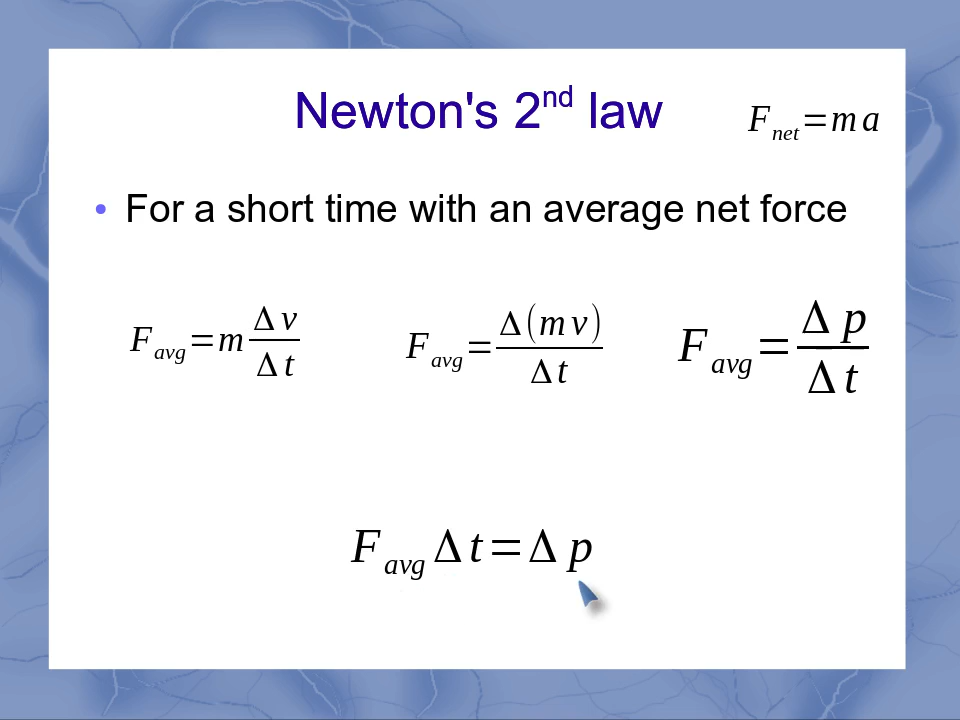 Newton's 2nd law
F_net = m a
• For a short time with an average net force
F_avg = m Δv/Δt
F_avg = Δ(m v)/Δt
F_avg = Δp/Δt
F_avg Δt = Δp